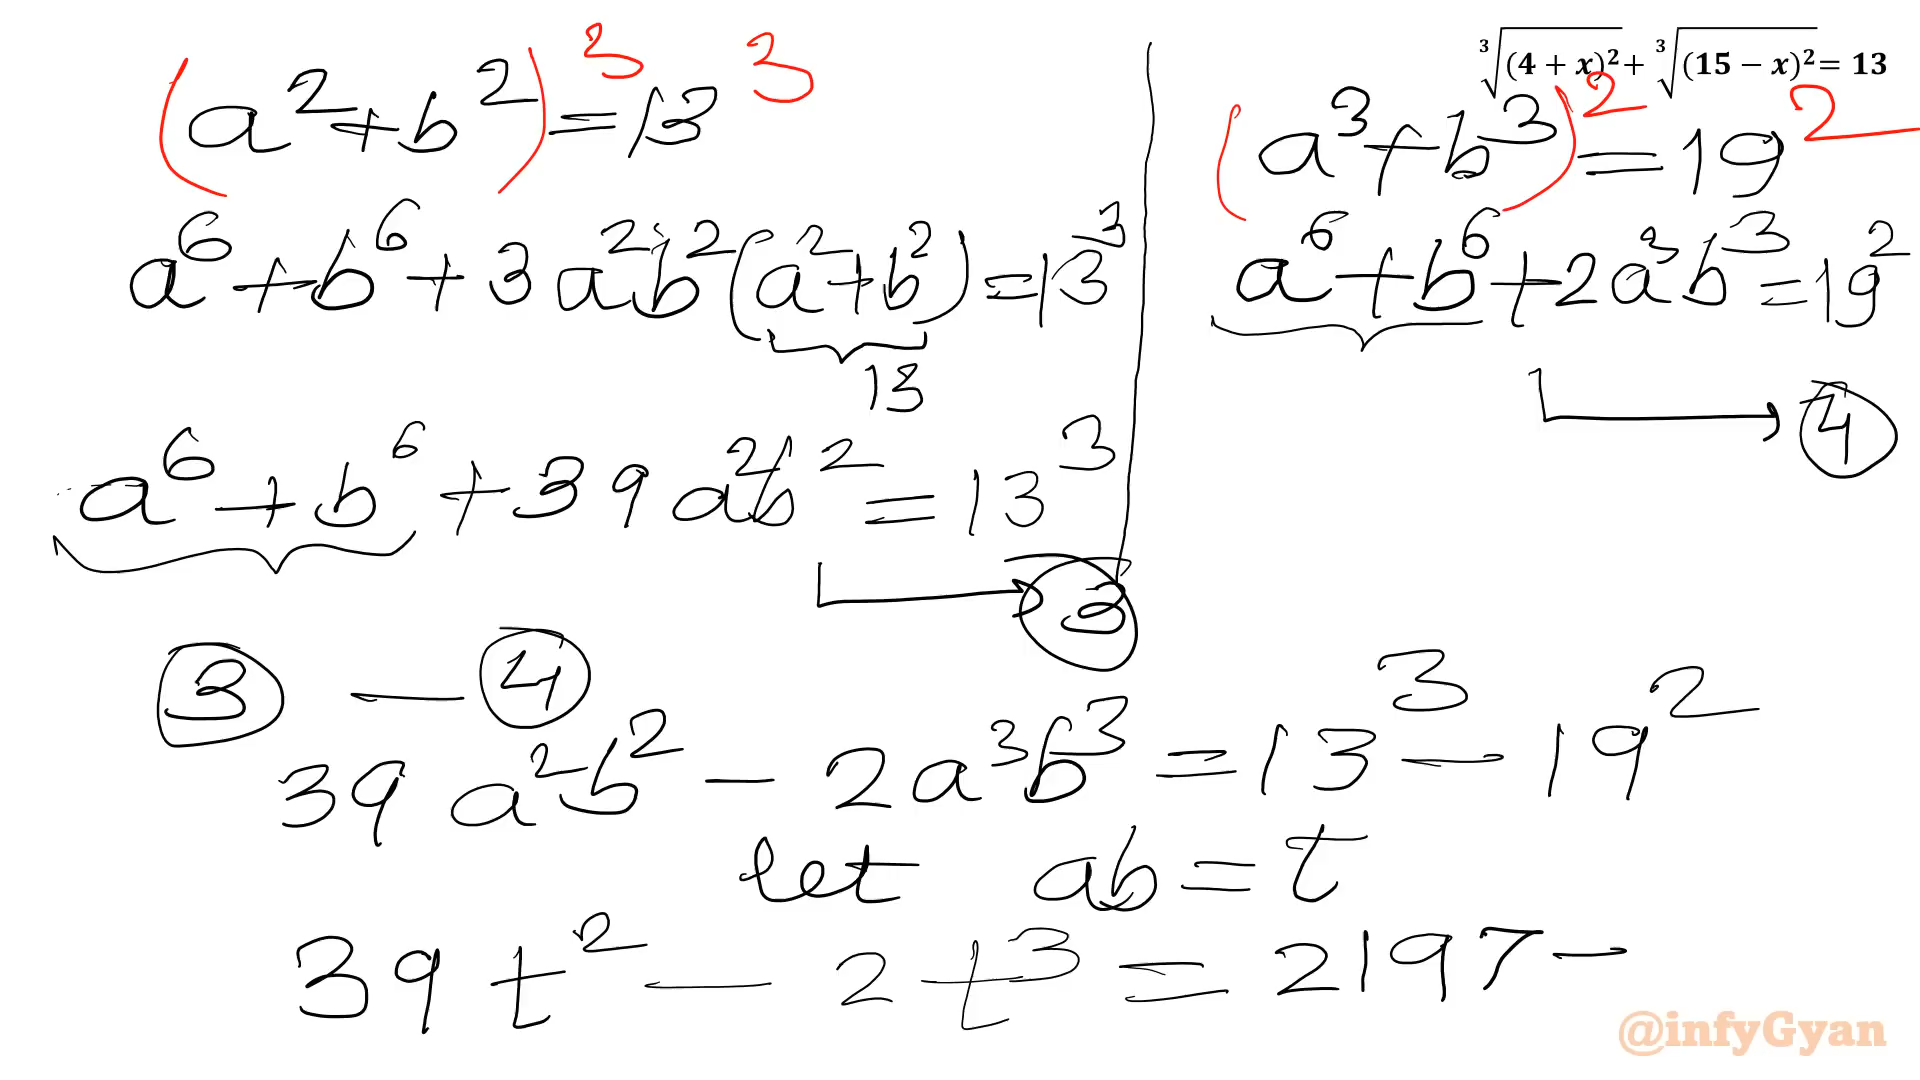 ∛(4 + x)² + ∛(15 − x)² = 13
(a² + b²)³ = 13³
a⁶ + b⁶ + 3a²b²(a² + b²) = 13³
13
a⁶ + b⁶ + 39a²b² = 13³
3
(a³ + b³)² = 19²
a⁶ + b⁶ + 2a³b³ = 19²
4
3 — 4
39a²b² − 2a³b³ = 13³ − 19²
let ab = t
39t² − 2t³ = 2197 −
@infyGyan